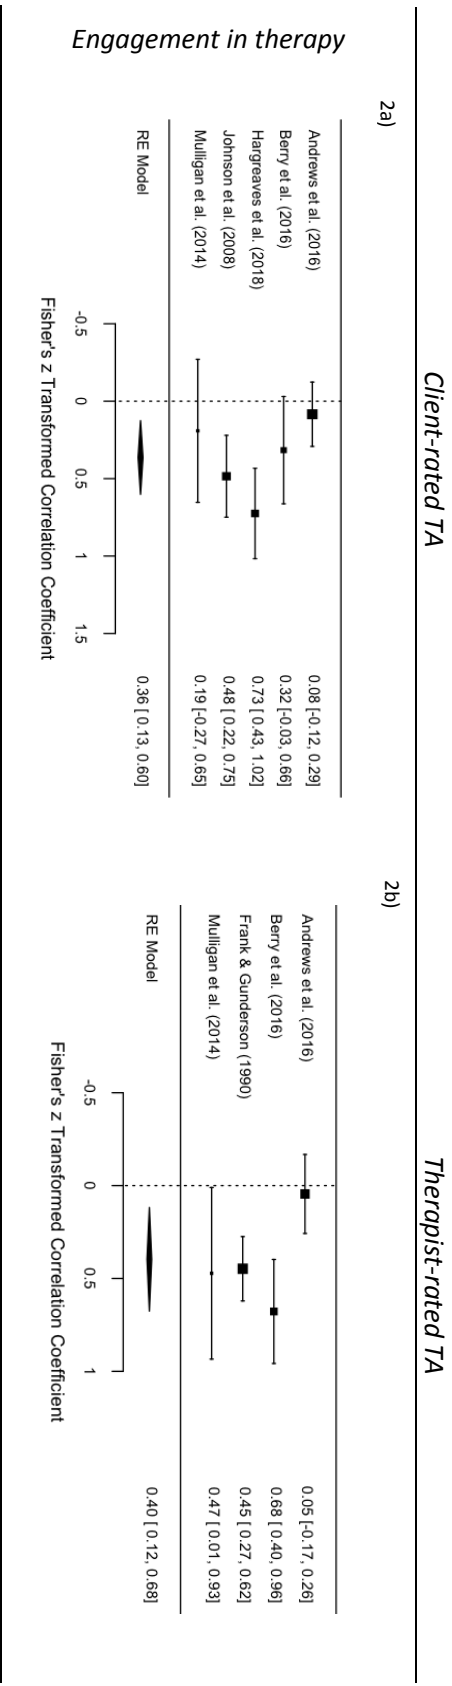 Client-rated TA
Therapist-rated TA
Engagement in therapy
2a)
Andrews et al. (2016) 0.08 [-0.12, 0.29]
Berry et al. (2016) 0.32 [-0.03, 0.66]
Hargreaves et al. (2018) 0.73 [ 0.43, 1.02]
Johnson et al. (2008) 0.48 [ 0.22, 0.75]
Mulligan et al. (2014) 0.19 [-0.27, 0.65]
RE Model 0.36 [ 0.13, 0.60]
-0.5 0 0.5 1 1.5
Fisher's z Transformed Correlation Coefficient
2b)
Andrews et al. (2016) 0.05 [-0.17, 0.26]
Berry et al. (2016) 0.68 [ 0.40, 0.96]
Frank & Gunderson (1990) 0.45 [ 0.27, 0.62]
Mulligan et al. (2014) 0.47 [ 0.01, 0.93]
RE Model 0.40 [ 0.12, 0.68]
-0.5 0 0.5 1
Fisher's z Transformed Correlation Coefficient